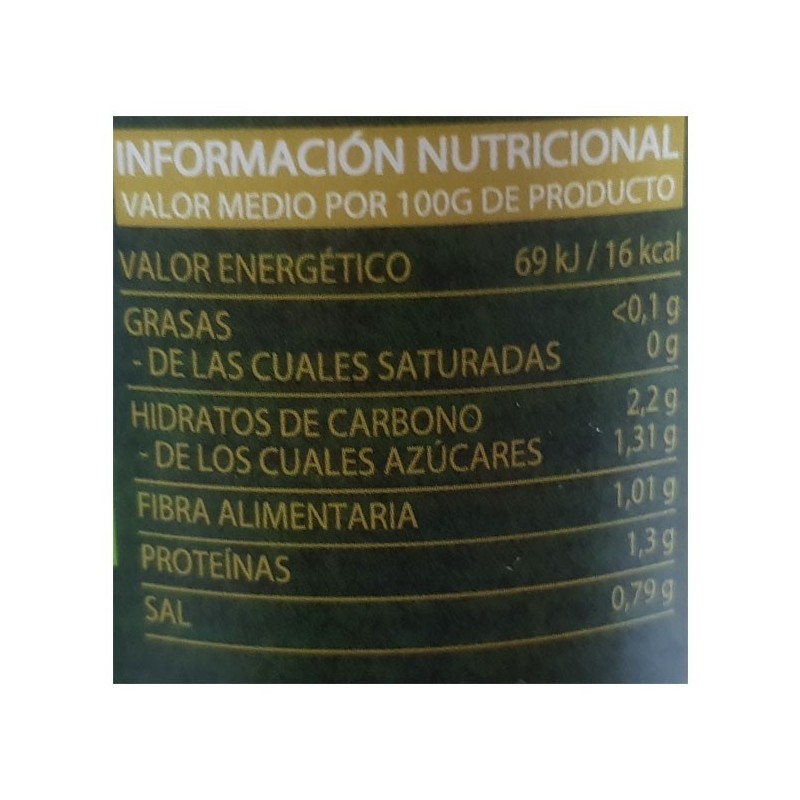 INFORMACIÓN NUTRICIONAL
VALOR MEDIO POR 100G DE PRODUCTO
VALOR ENERGÉTICO 69 kJ / 16 kcal
GRASAS <0,1 g
- DE LAS CUALES SATURADAS 0 g
HIDRATOS DE CARBONO 2,2 g
- DE LOS CUALES AZÚCARES 1,31 g
FIBRA ALIMENTARIA 1,01 g
PROTEÍNAS 1,3 g
SAL 0,79 g